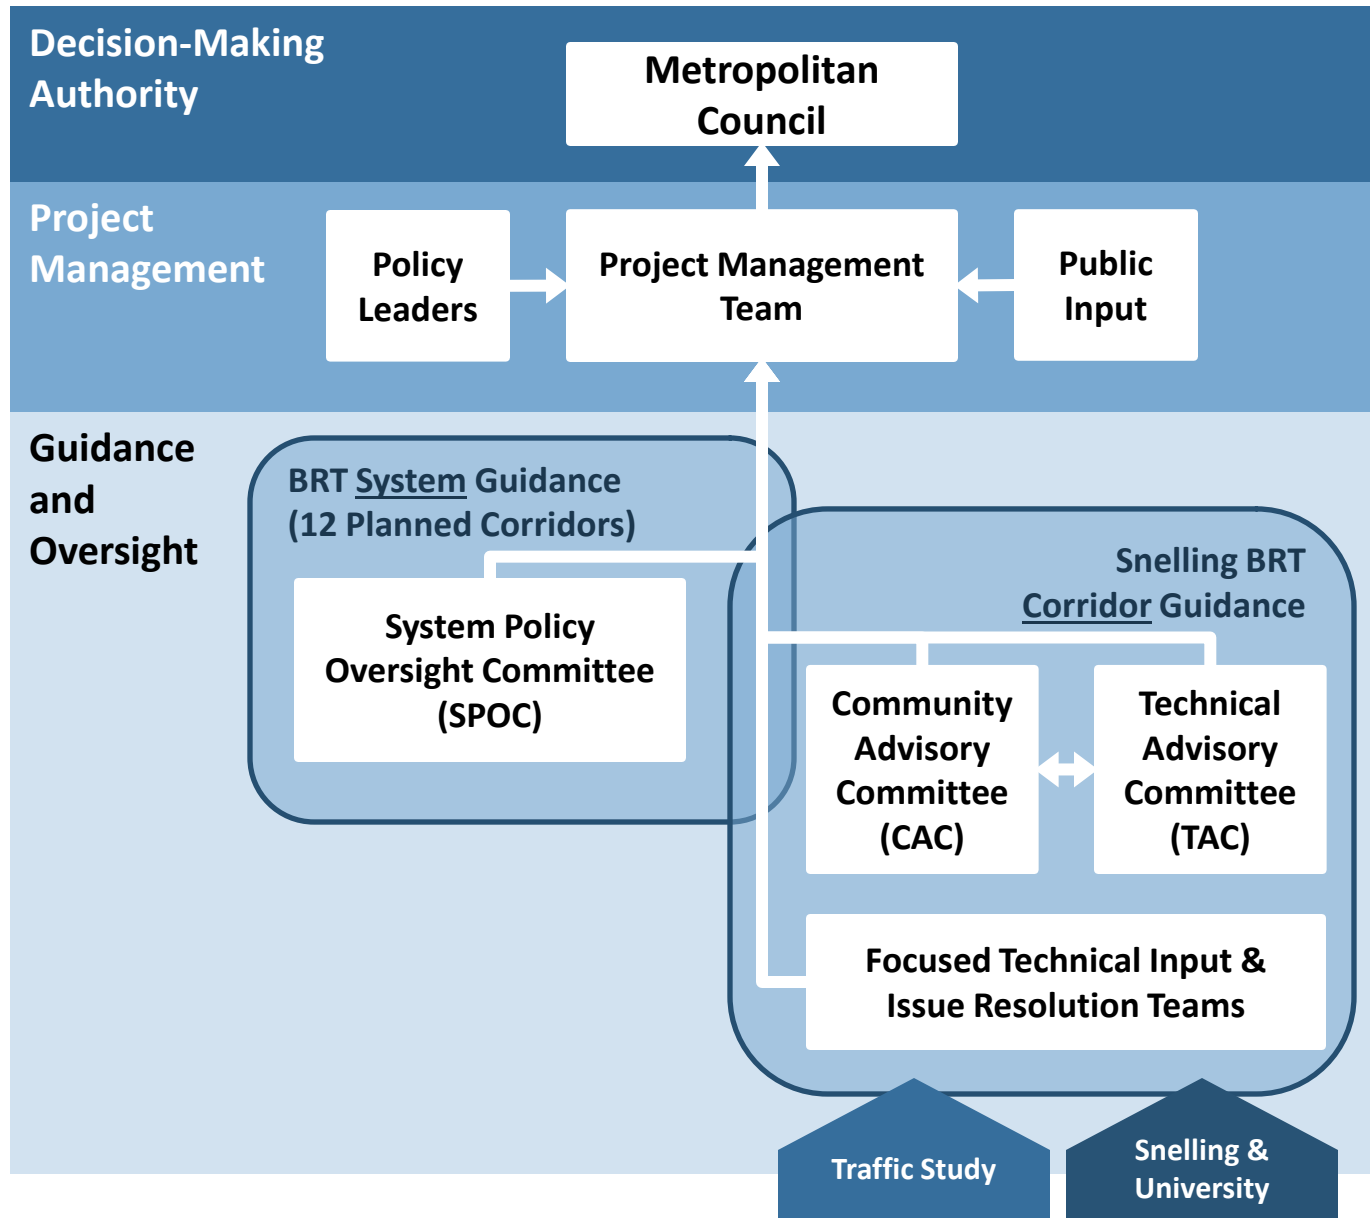 Decision-Making
Authority
Metropolitan
Council
Project
Management
Policy
Leaders
Project Management
Team
Public
Input
Guidance
and
Oversight
BRT System Guidance
(12 Planned Corridors)
System Policy
Oversight Committee
(SPOC)
Snelling BRT
Corridor Guidance
Community
Advisory
Committee
(CAC)
Technical
Advisory
Committee
(TAC)
Focused Technical Input &
Issue Resolution Teams
Traffic Study
Snelling &
University